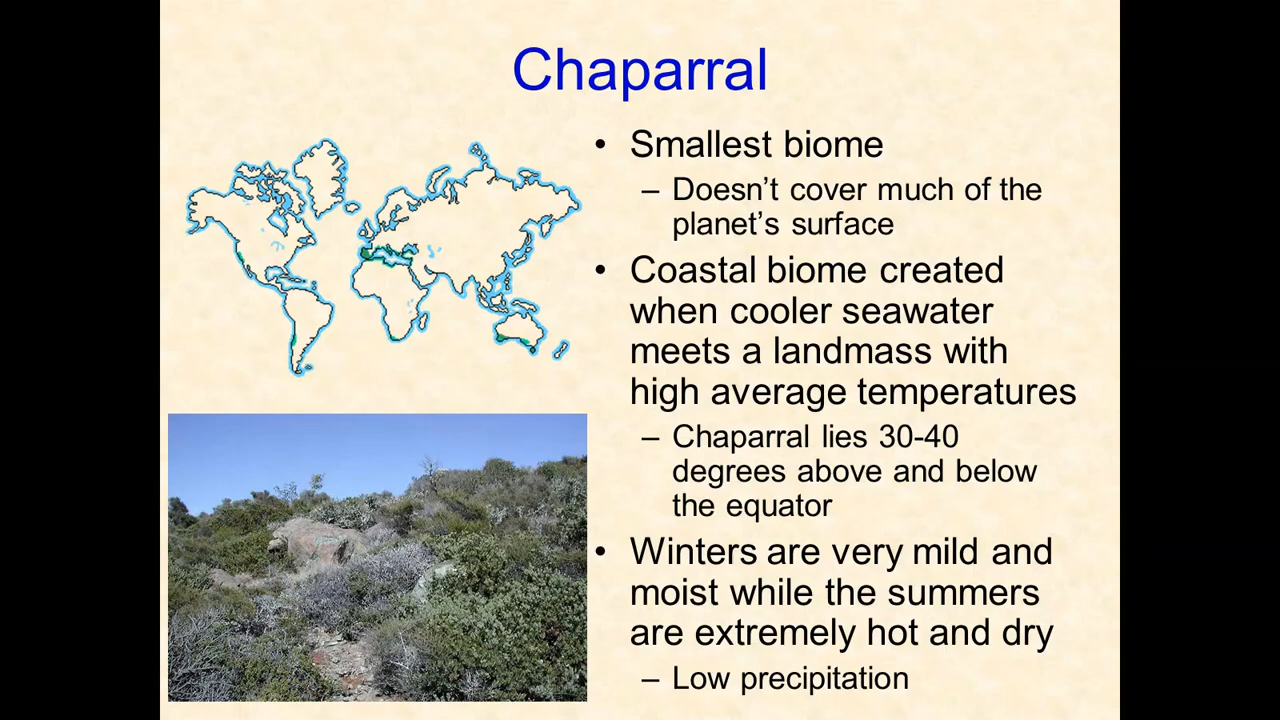 Chaparral
• Smallest biome
– Doesn’t cover much of the
planet’s surface
• Coastal biome created
when cooler seawater
meets a landmass with
high average temperatures
– Chaparral lies 30-40
degrees above and below
the equator
• Winters are very mild and
moist while the summers
are extremely hot and dry
– Low precipitation